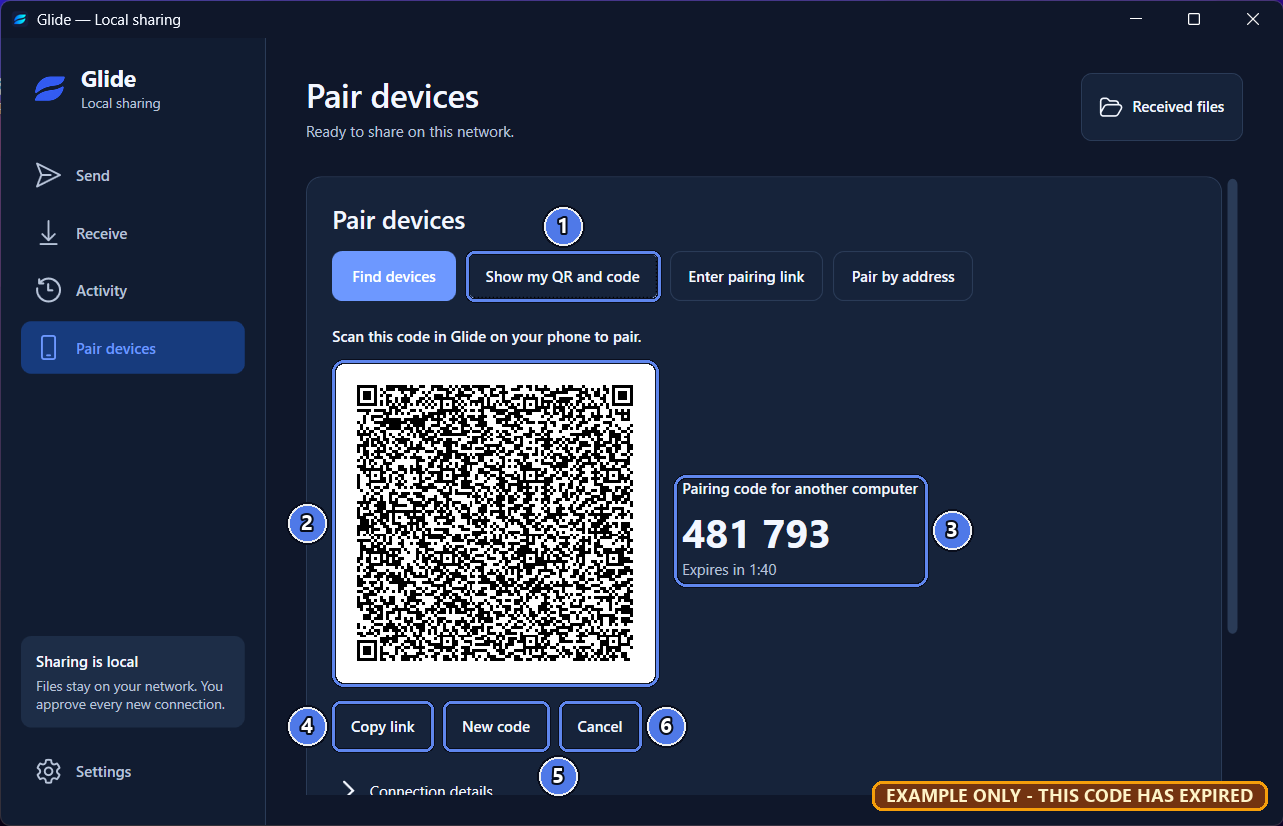 Glide — Local sharing
Glide
Local sharing
Send
Receive
Activity
Pair devices
Sharing is local
Files stay on your network. You
approve every new connection.
Settings
Pair devices
Ready to share on this network.
Received files
Pair devices
1
Find devices
Show my QR and code
Enter pairing link
Pair by address
Scan this code in Glide on your phone to pair.
2
Pairing code for another computer
481 793
Expires in 1:40
3
4
Copy link
New code
Cancel
6
5
Connection details
EXAMPLE ONLY - THIS CODE HAS EXPIRED